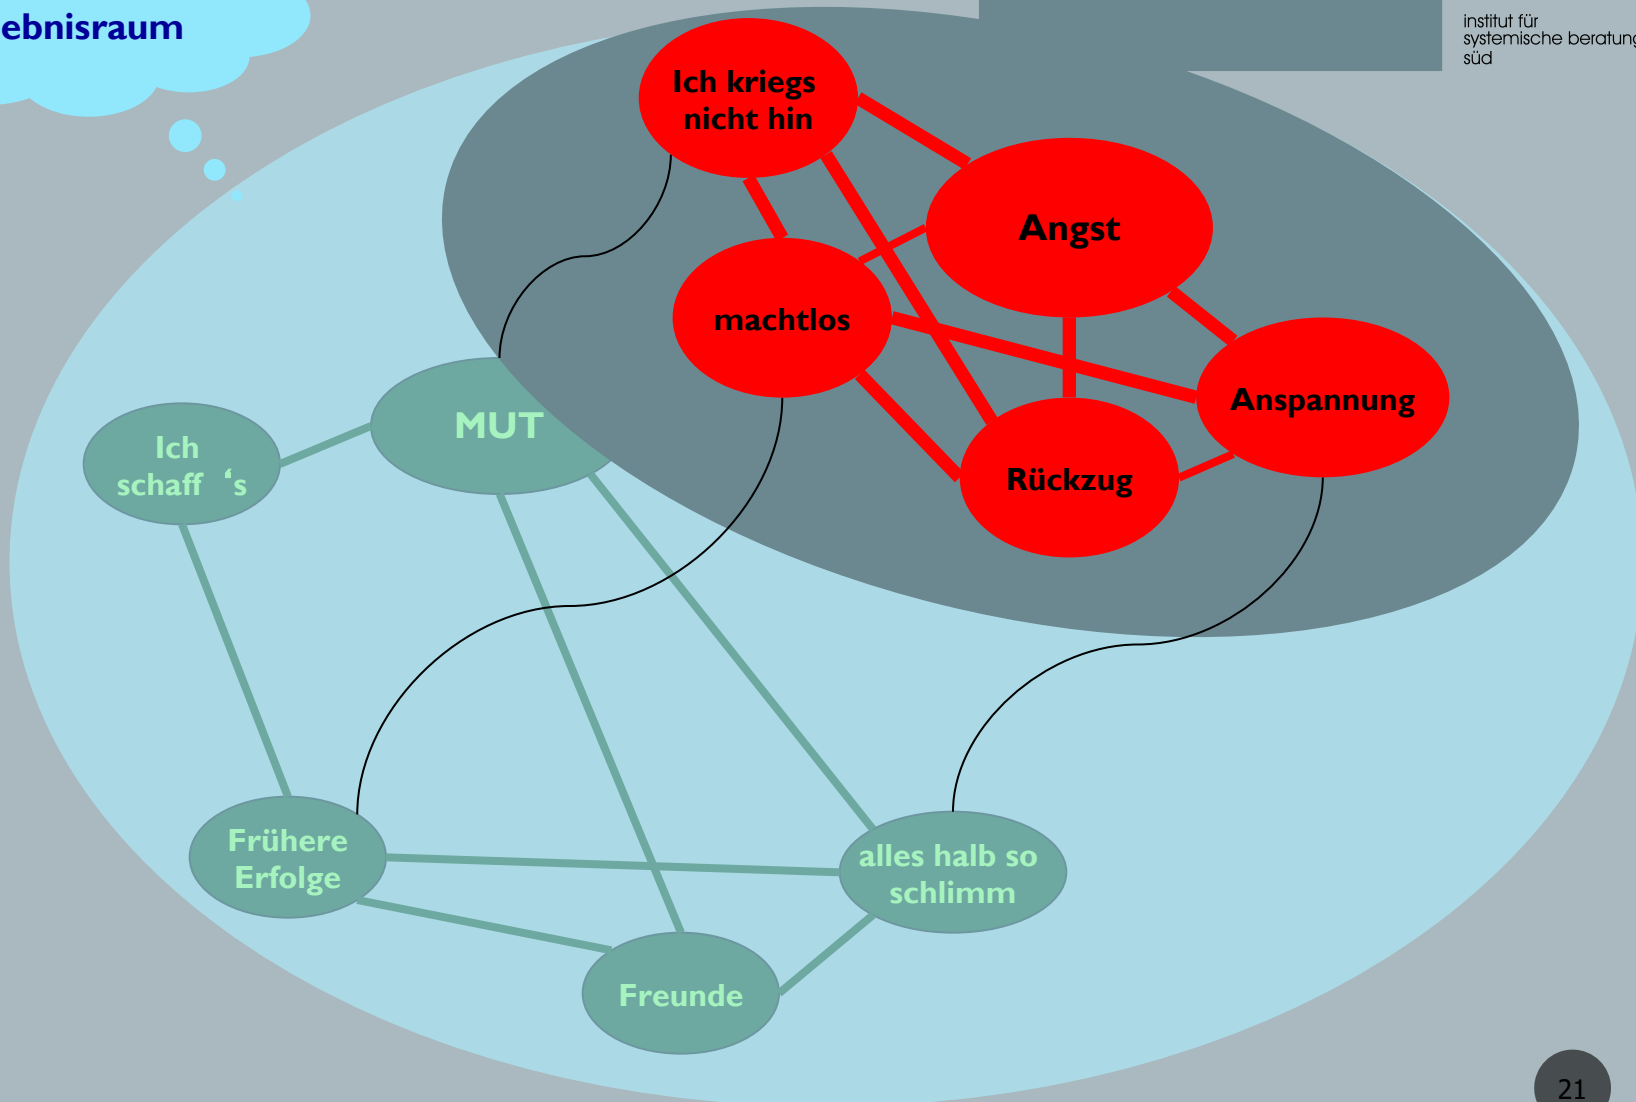 ebnisraum
institut für
systemische beratung
süd
Ich kriegs
nicht hin
Angst
machtlos
Anspannung
MUT
Ich
schaff ‘s
Rückzug
Frühere
Erfolge
alles halb so
schlimm
Freunde
21